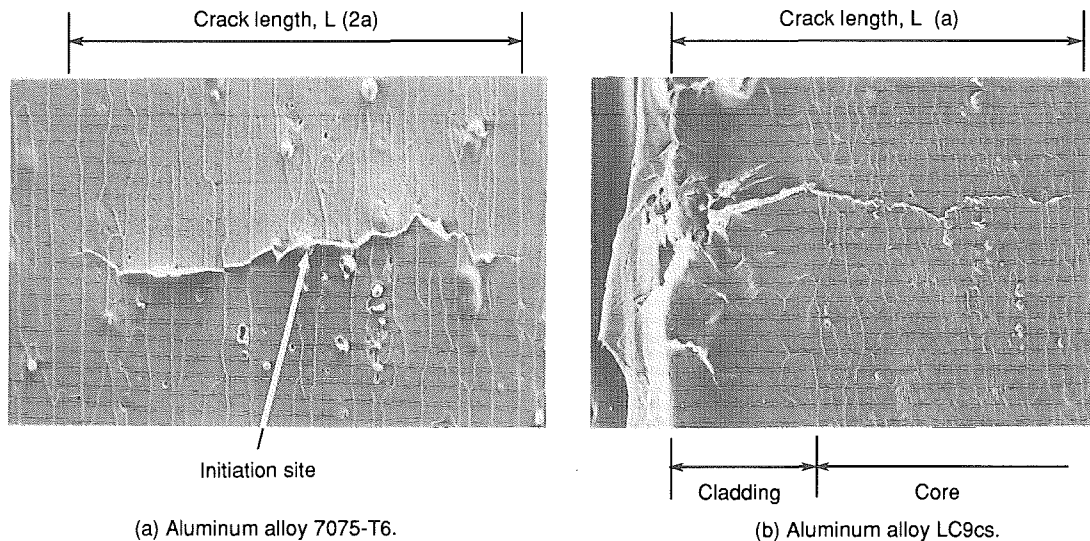 Crack length, L (2a)
Crack length, L (a)
Initiation site
Cladding
Core
(a) Aluminum alloy 7075-T6.
(b) Aluminum alloy LC9cs.